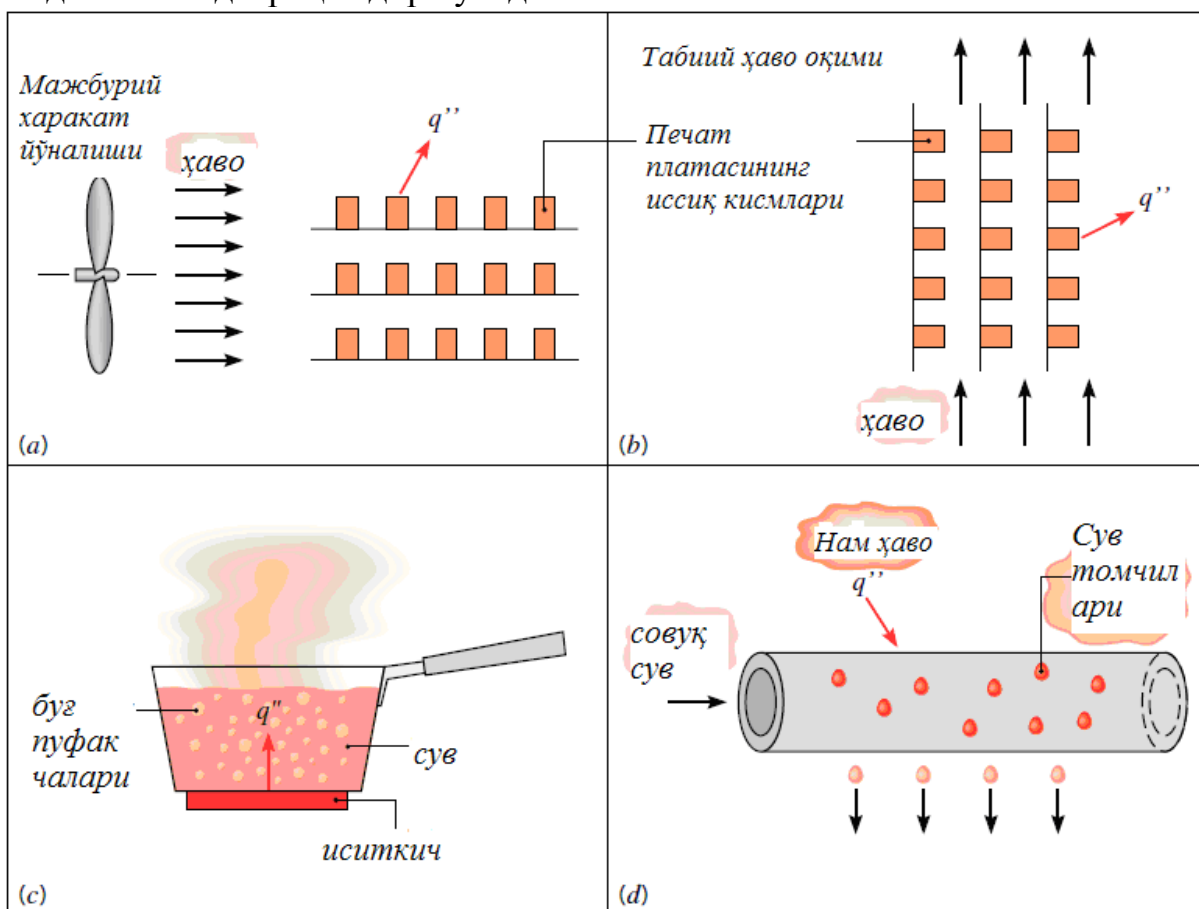 Мажбурий
характат
йўналиши
ҳаво
q’’
(a)
Табиий ҳаво оқими
Печат
платасининг
иссиқ кисмлари
q’’
ҳаво
(b)
буғ
пуфак
чалари
q"
сув
иситкич
(c)
Нам ҳаво
q’’
Сув
томчил
ари
совуқ
сув
(d)